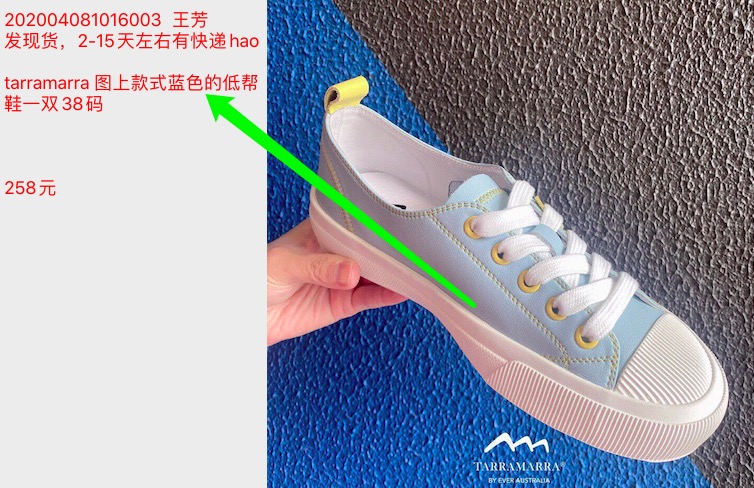 202004081016003 王芳
发现货，2-15天左右有快递hao
tarramarra 图上款式蓝色的低帮
鞋一双38码
258元
TARRAMARRA®
BY EVER AUSTRALIA